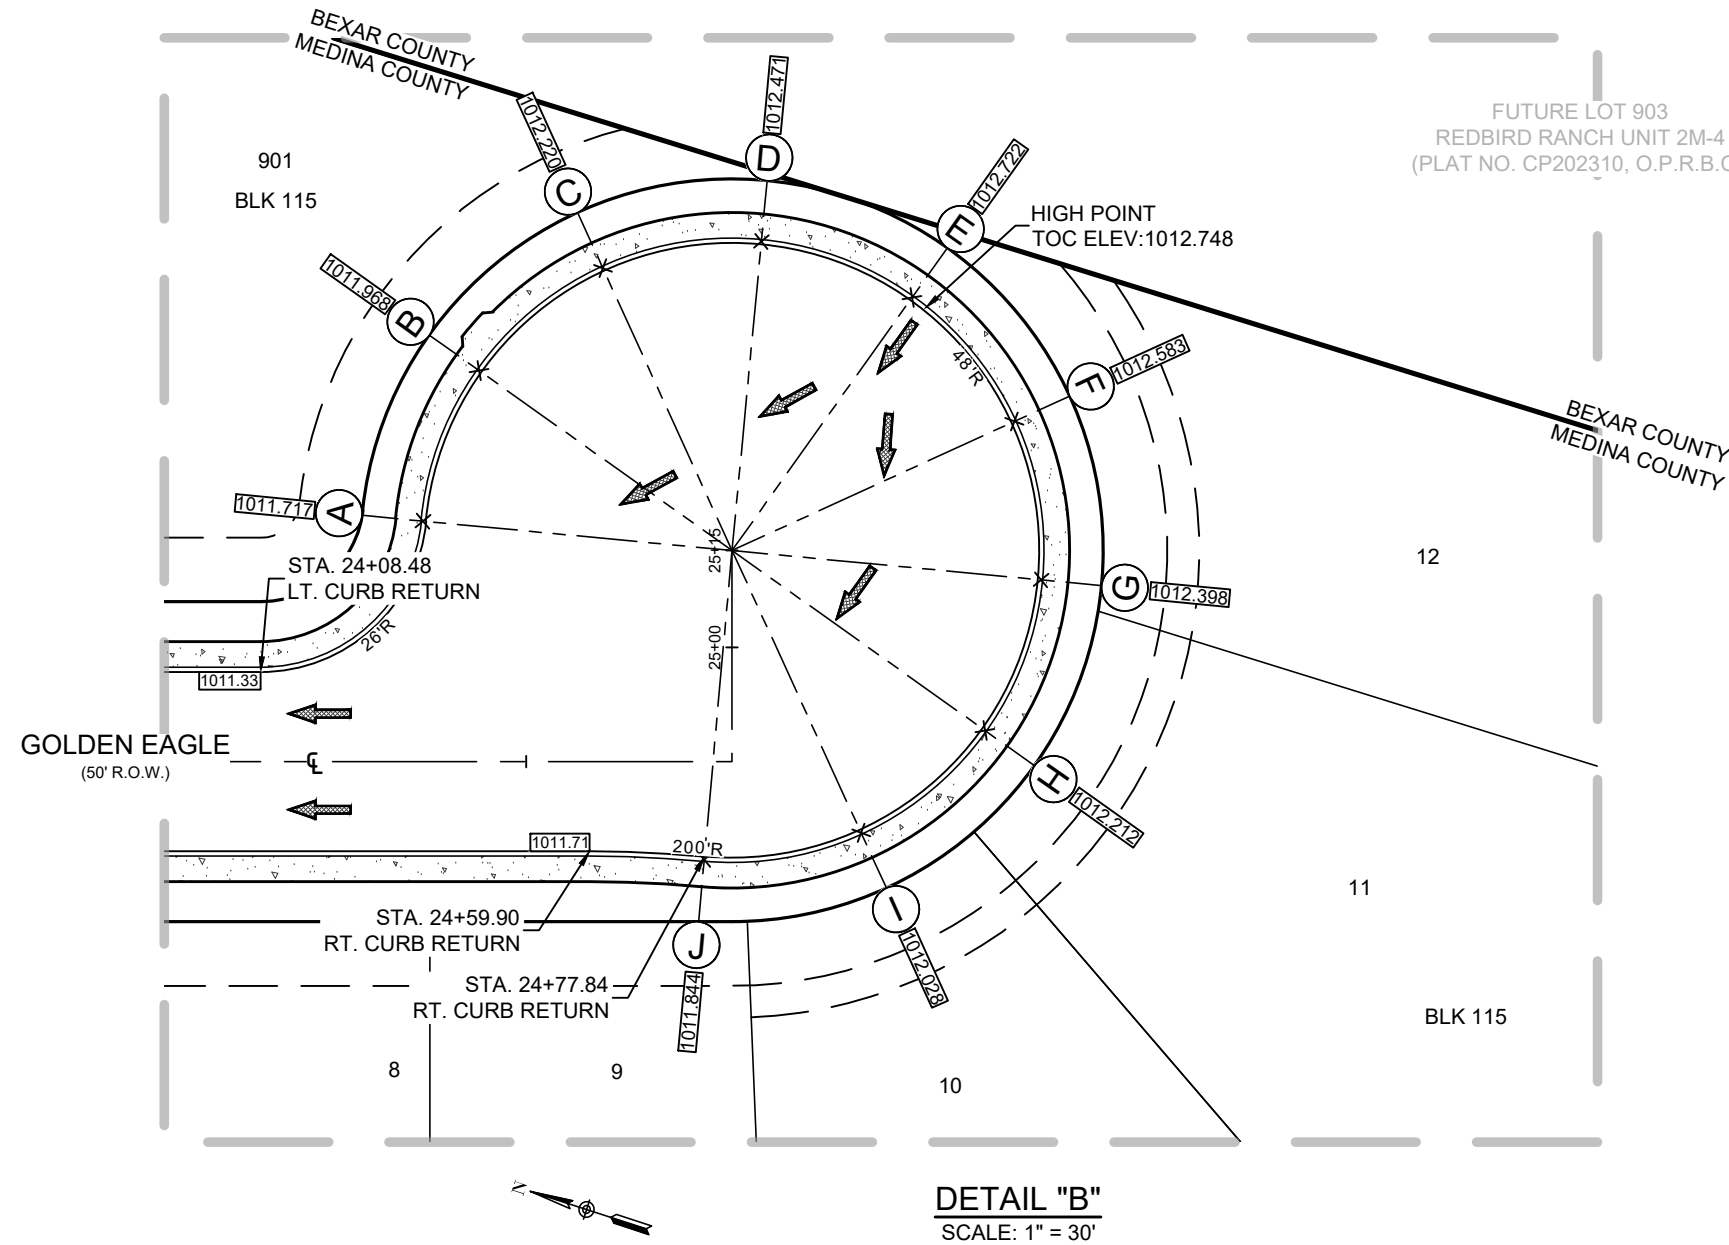 BEXAR COUNTY
MEDINA COUNTY
1012.471
1012.220
D
FUTURE LOT 903
REDBIRD RANCH UNIT 2M-4
(PLAT NO. CP202310, O.P.R.B.C
901
BLK 115
C
1012.722
E
HIGH POINT
TOC ELEV:1012.748
1011.968
B
48'R
F
1012.583
BEXAR COUNTY
MEDINA COUNTY
1011.717
A
25+15
12
STA. 24+08.48
LT. CURB RETURN
G
1012.398
26'R
25+00
1011.33
GOLDEN EAGLE
(50' R.O.W.)
CL
H
1012.212
1011.71
200'R
11
STA. 24+59.90
RT. CURB RETURN
I
1012.028
J
1011.844
STA. 24+77.84
RT. CURB RETURN
BLK 115
8
9
10
N
DETAIL "B"
SCALE: 1" = 30'